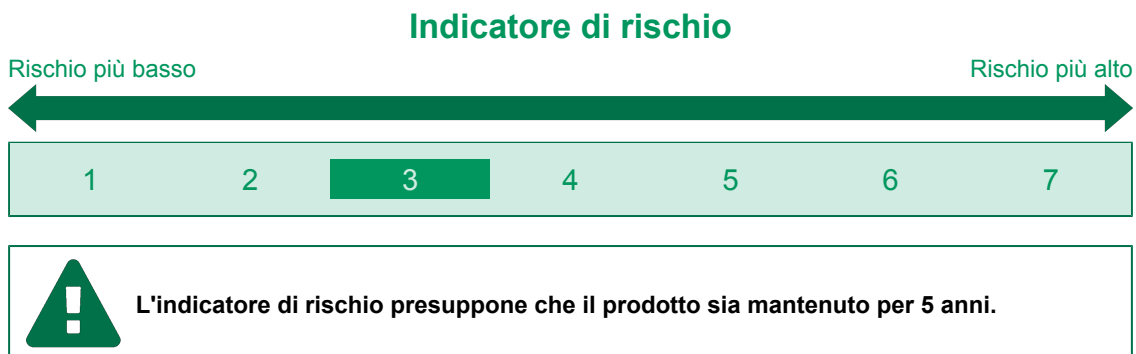 Indicatore di rischio
Rischio più basso Rischio più alto
1 2 3 4 5 6 7
L'indicatore di rischio presuppone che il prodotto sia mantenuto per 5 anni.